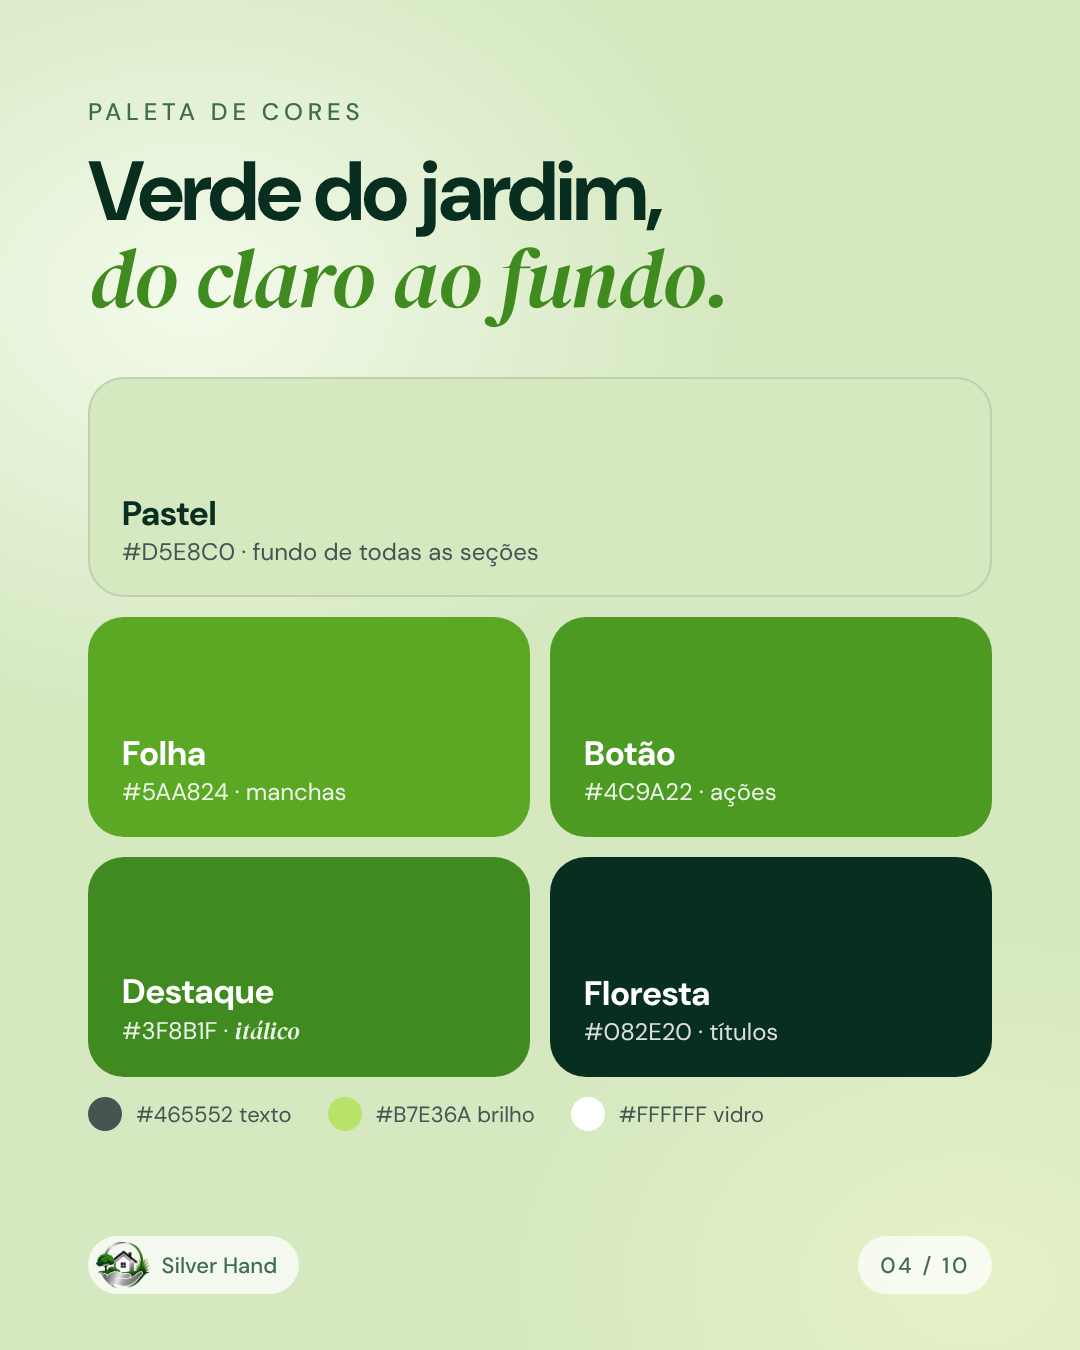 PALETA DE CORES
Verde do jardim,
do claro ao fundo.
Pastel
#D5E8C0 · fundo de todas as seções
Folha
#5AA824 · manchas
Botão
#4C9A22 · ações
Destaque
#3F8B1F · itálico
Floresta
#082E20 · títulos
#465552 texto
#B7E36A brilho
#FFFFFF vidro
Silver Hand
04 / 10